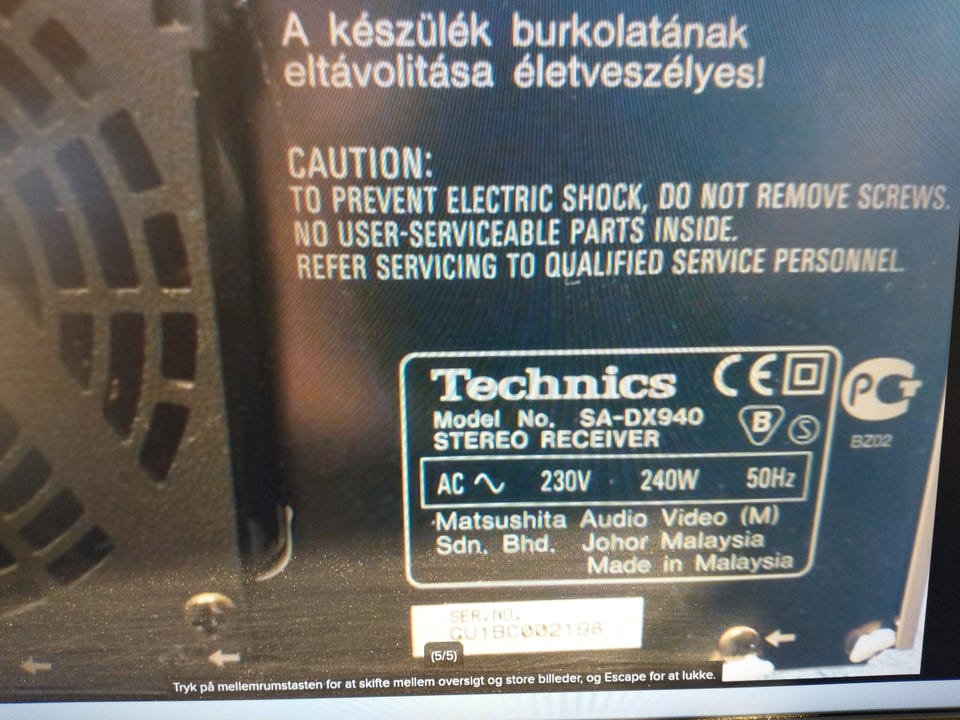 A készülék burkolatának
eltávolitása életveszélyes!
CAUTION:
TO PREVENT ELECTRIC SHOCK, DO NOT REMOVE SCREWS.
NO USER-SERVICEABLE PARTS INSIDE.
REFER SERVICING TO QUALIFIED SERVICE PERSONNEL.
Technics CE
Model No. SA-DX940 B S
STEREO RECEIVER
PCT
BZ02
AC 230V 240W 50Hz
Matsushita Audio Video (M)
Sdn. Bhd. Johor Malaysia
Made in Malaysia
SER.NO.
GU1BC002198
(5/5)
Tryk på mellemrumstasten for at skifte mellem oversigt og store billeder, og Escape for at lukke.